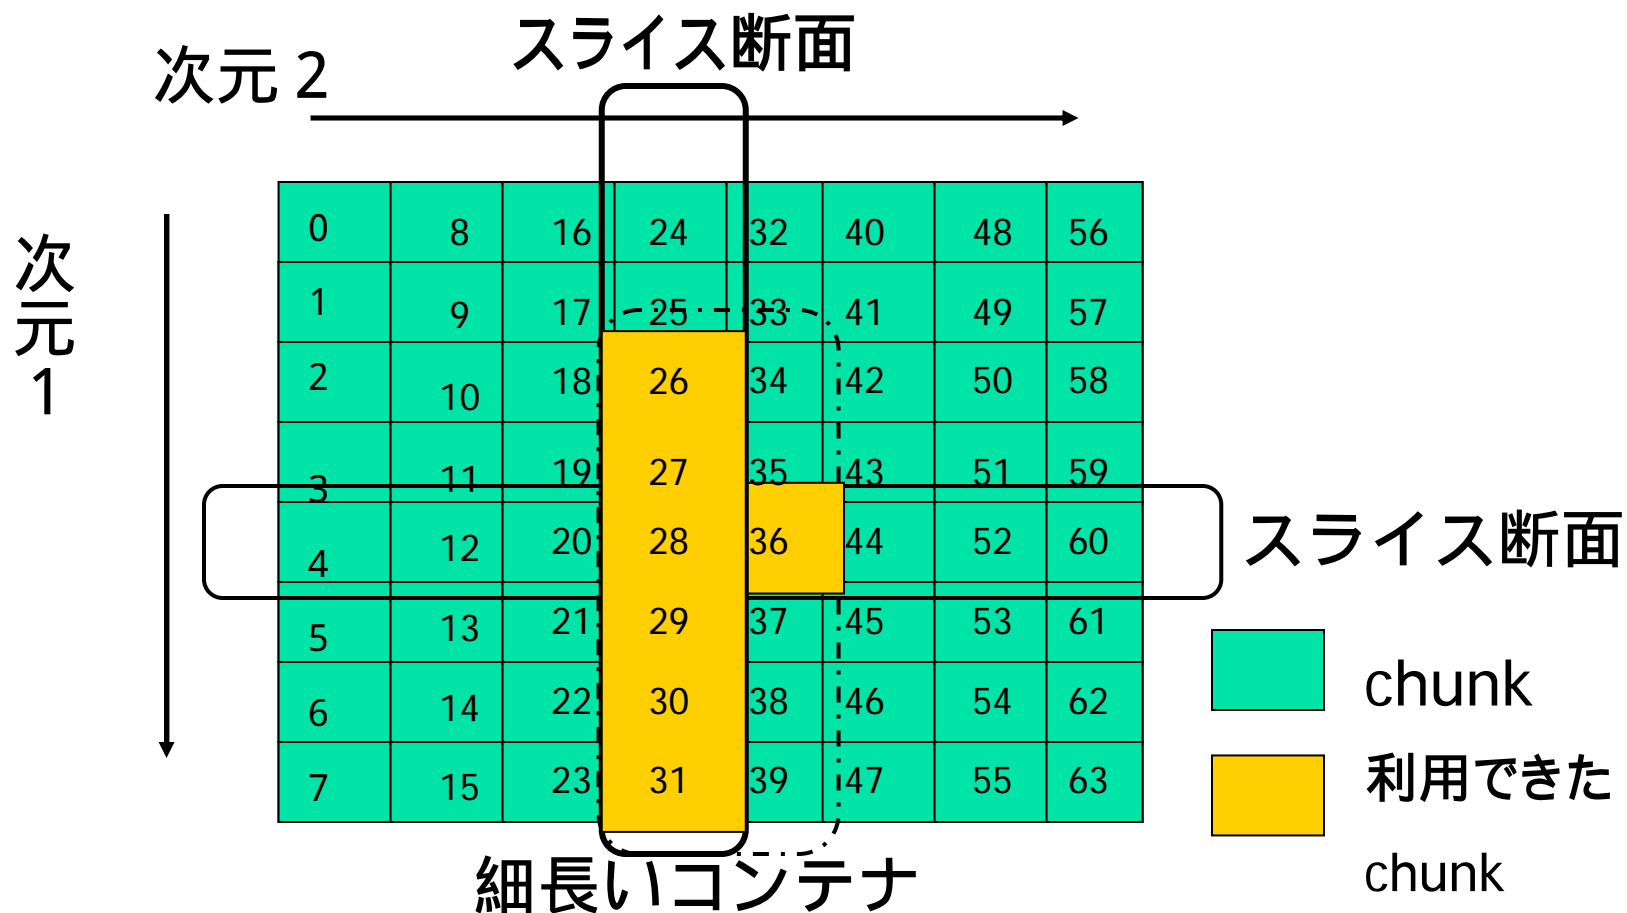 スライス断面
次元 2
次元1
0 8 16 24 32 40 48 56
1 9 17 25 33 41 49 57
2 10 18 26 34 42 50 58
3 11 19 27 35 43 51 59
4 12 20 28 36 44 52 60
5 13 21 29 37 45 53 61
6 14 22 30 38 46 54 62
7 15 23 31 39 47 55 63
スライス断面
chunk
利用できた
chunk
細長いコンテナ